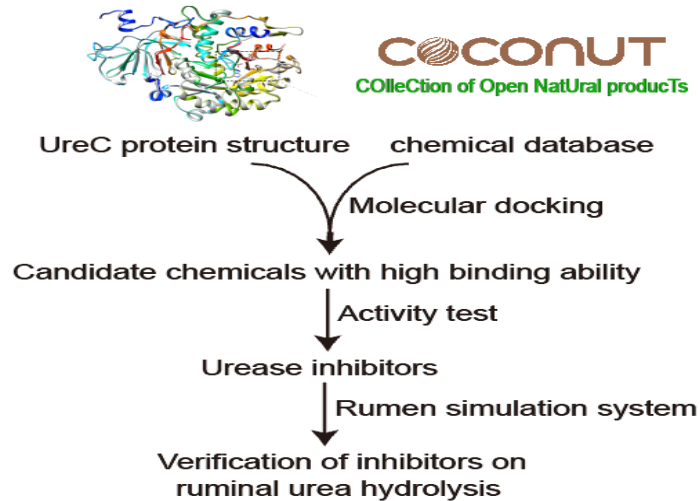 COCONUT
COlleCtion of Open NatUral producTs
UreC protein structure
chemical database
Molecular docking
Candidate chemicals with high binding ability
Activity test
Urease inhibitors
Rumen simulation system
Verification of inhibitors on
ruminal urea hydrolysis